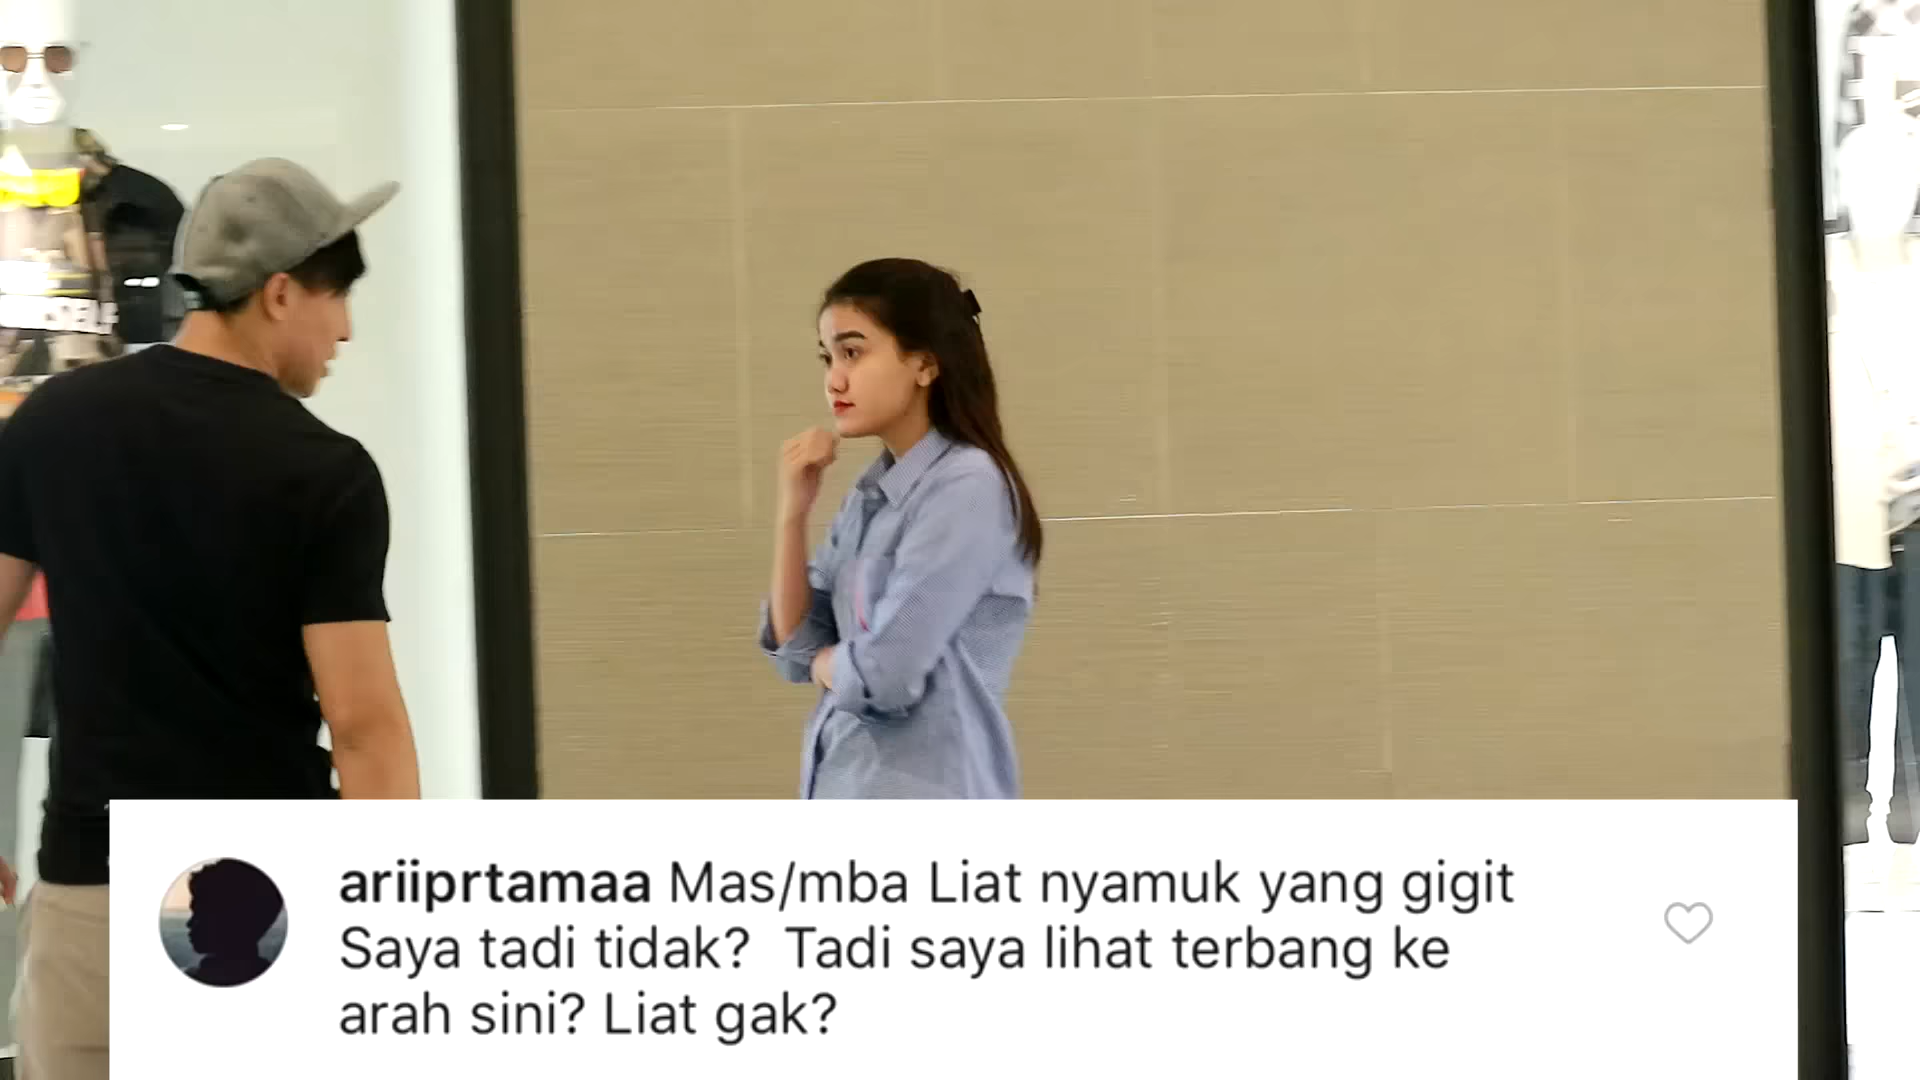 ariiprtamaa Mas/mba Liat nyamuk yang gigit
Saya tadi tidak? Tadi saya lihat terbang ke
arah sini? Liat gak?